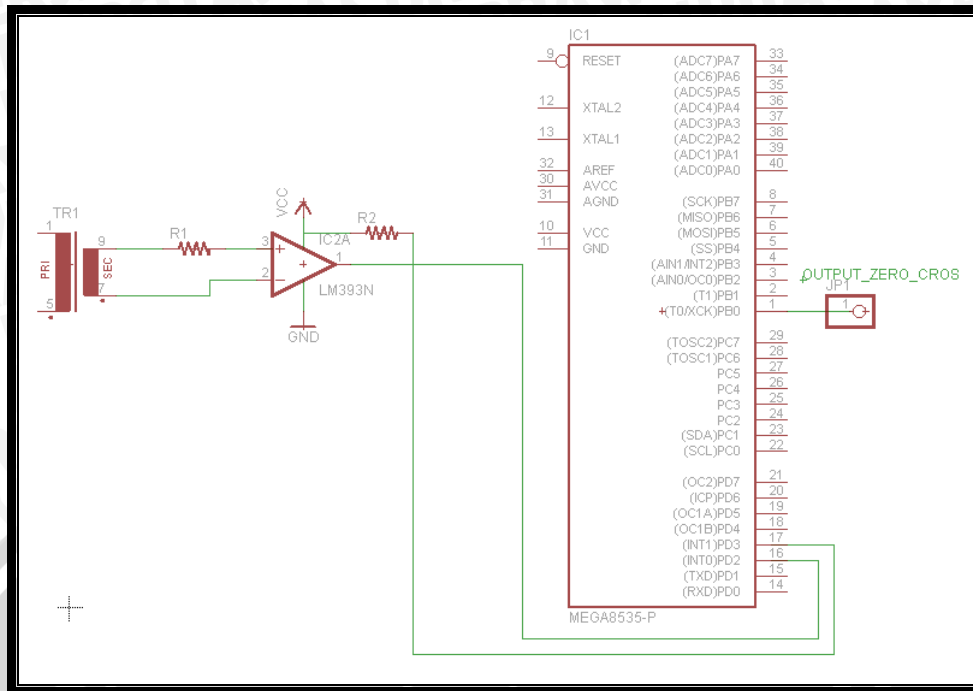 TR1
1
5
PRI
SEC
9
7
R1
VCC
3
2
1
IC2A
LM393N
GND
R2
IC1
9 RESET
12 XTAL2
13 XTAL1
32 AREF
30 AVCC
31 AGND
10 VCC
11 GND
(ADC7)PA7 33
(ADC6)PA6 34
(ADC5)PA5 35
(ADC4)PA4 36
(ADC3)PA3 37
(ADC2)PA2 38
(ADC1)PA1 39
(ADC0)PA0 40
(SCK)PB7 8
(MISO)PB6 7
(MOSI)PB5 6
(SS)PB4 5
(AIN1/INT2)PB3 4
(AIN0/OC0)PB2 3
(T1)PB1 2
(T0/XCK)PB0 1
(TOSC2)PC7 29
(TOSC1)PC6 28
PC5 27
PC4 26
PC3 25
PC2 24
(SDA)PC1 23
(SCL)PC0 22
(OC2)PD7 21
(ICP)PD6 20
(OC1A)PD5 19
(OC1B)PD4 18
(INT1)PD3 17
(INT0)PD2 16
(TXD)PD1 15
(RXD)PD0 14
MEGA8535-P
OUTPUT_ZERO_CROS
JP1
1